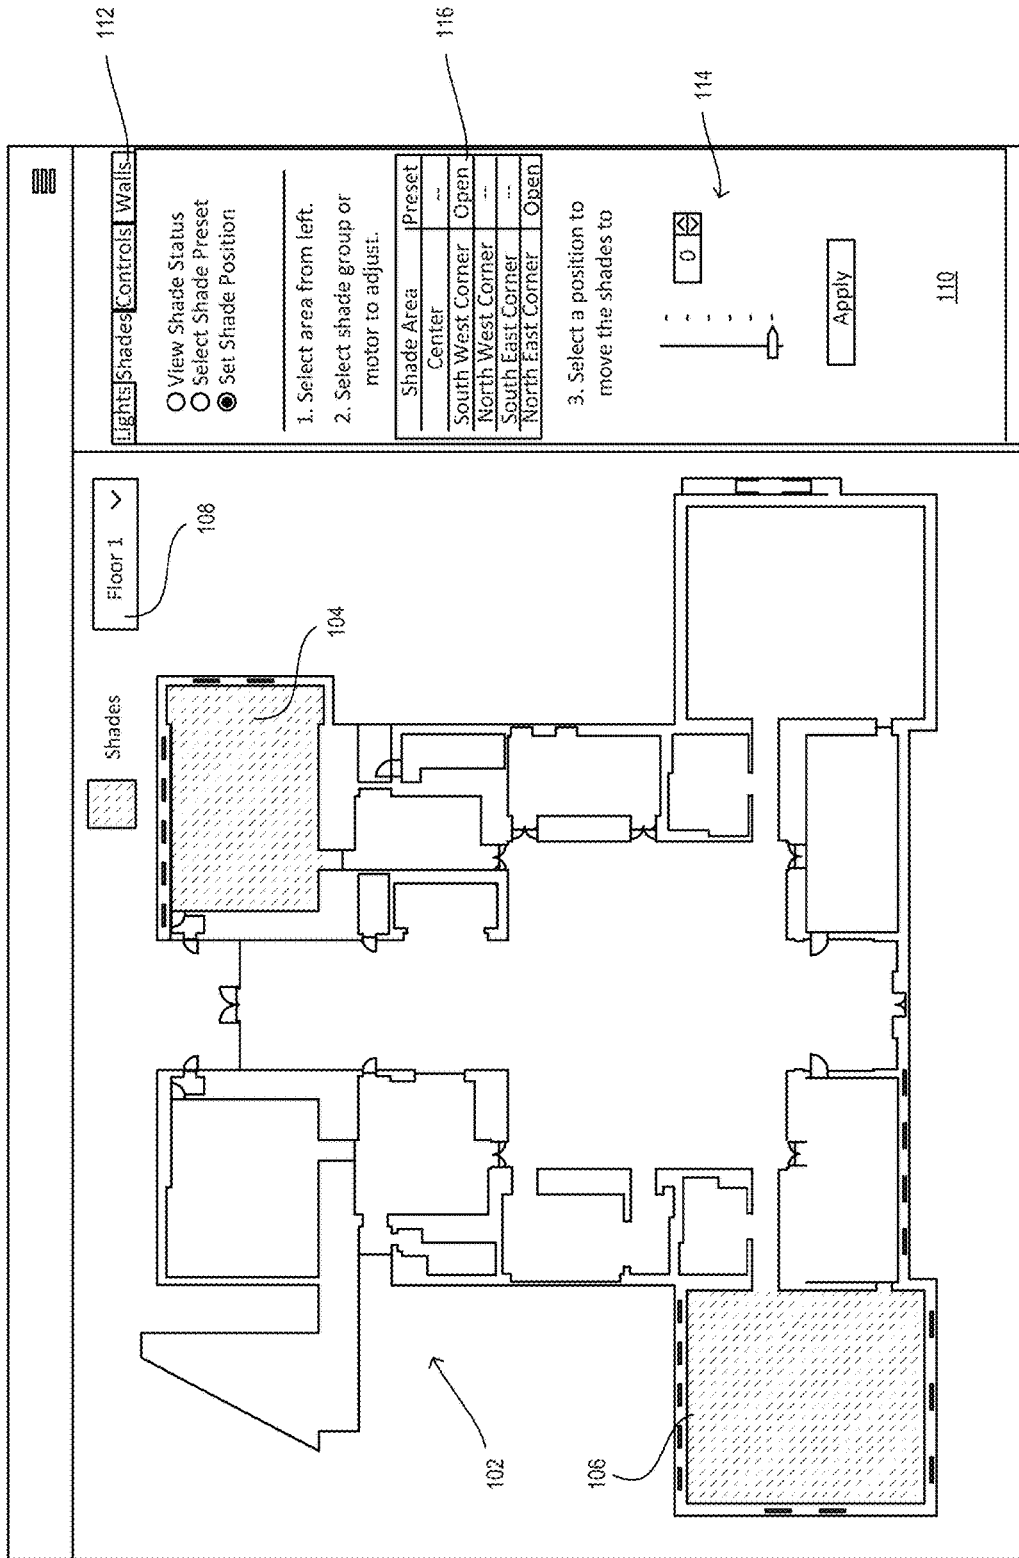 Floor 1
Shades
Lights Shades Controls Walls
View Shade Status
Select Shade Preset
Set Shade Position
1. Select area from left.
2. Select shade group or
motor to adjust.
Shade Area Preset
Center --
South West Corner Open
North West Corner --
South East Corner --
North East Corner Open
3. Select a position to
move the shades to
0
Apply
110
112
116
114
108
104
102
106